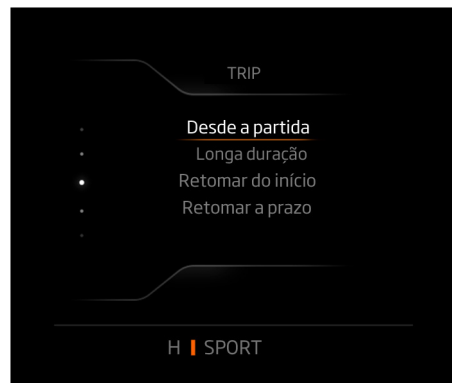 TRIP
Desde a partida
Longa duração
Retomar do início
Retomar a prazo
H SPORT